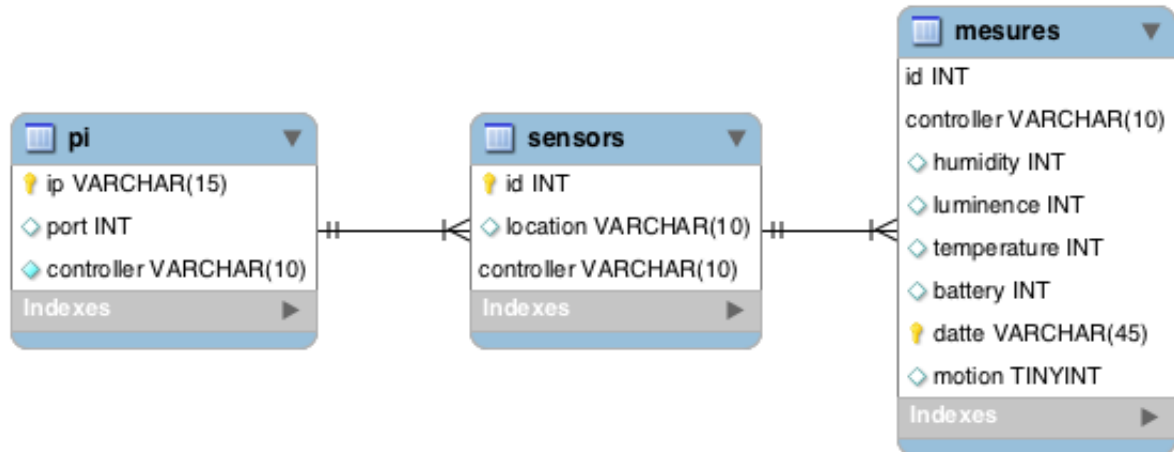 pi
ip VARCHAR(15)
port INT
controller VARCHAR(10)
Indexes
sensors
id INT
location VARCHAR(10)
controller VARCHAR(10)
Indexes
mesures
id INT
controller VARCHAR(10)
humidity INT
luminence INT
temperature INT
battery INT
datte VARCHAR(45)
motion TINYINT
Indexes